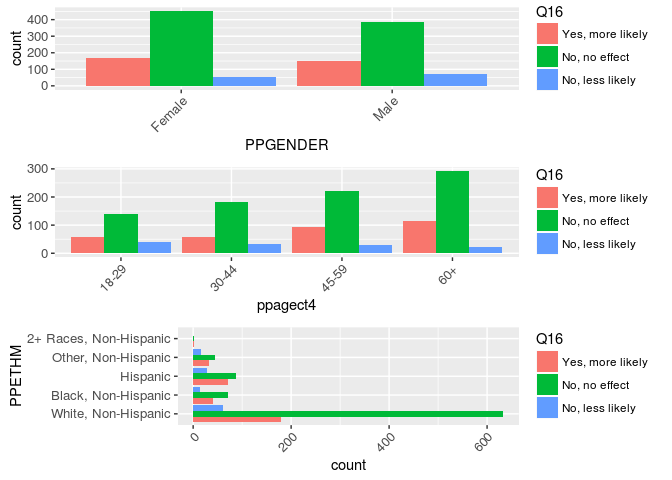 400
300
200
100
0
count
Female
Male
PPGENDER
Q16
Yes, more likely
No, no effect
No, less likely
300
200
100
0
count
18-29
30-44
45-59
60+
ppagect4
Q16
Yes, more likely
No, no effect
No, less likely
PPETHM
2+ Races, Non-Hispanic
Other, Non-Hispanic
Hispanic
Black, Non-Hispanic
White, Non-Hispanic
0
200
400
600
count
Q16
Yes, more likely
No, no effect
No, less likely